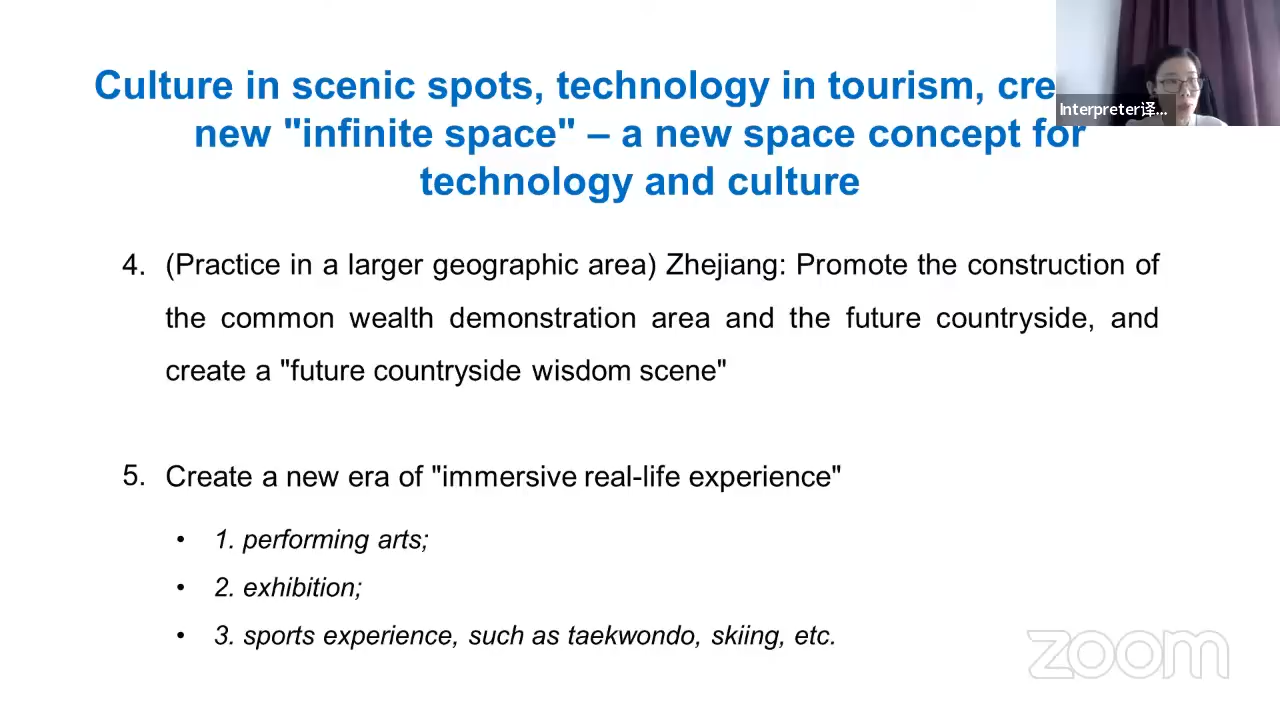 Culture in scenic spots, technology in tourism, cre
Interpreter译...
new "infinite space" – a new space concept for
technology and culture
4. (Practice in a larger geographic area) Zhejiang: Promote the construction of
the common wealth demonstration area and the future countryside, and
create a "future countryside wisdom scene"
5. Create a new era of "immersive real-life experience"
• 1. performing arts;
• 2. exhibition;
• 3. sports experience, such as taekwondo, skiing, etc.
zoom